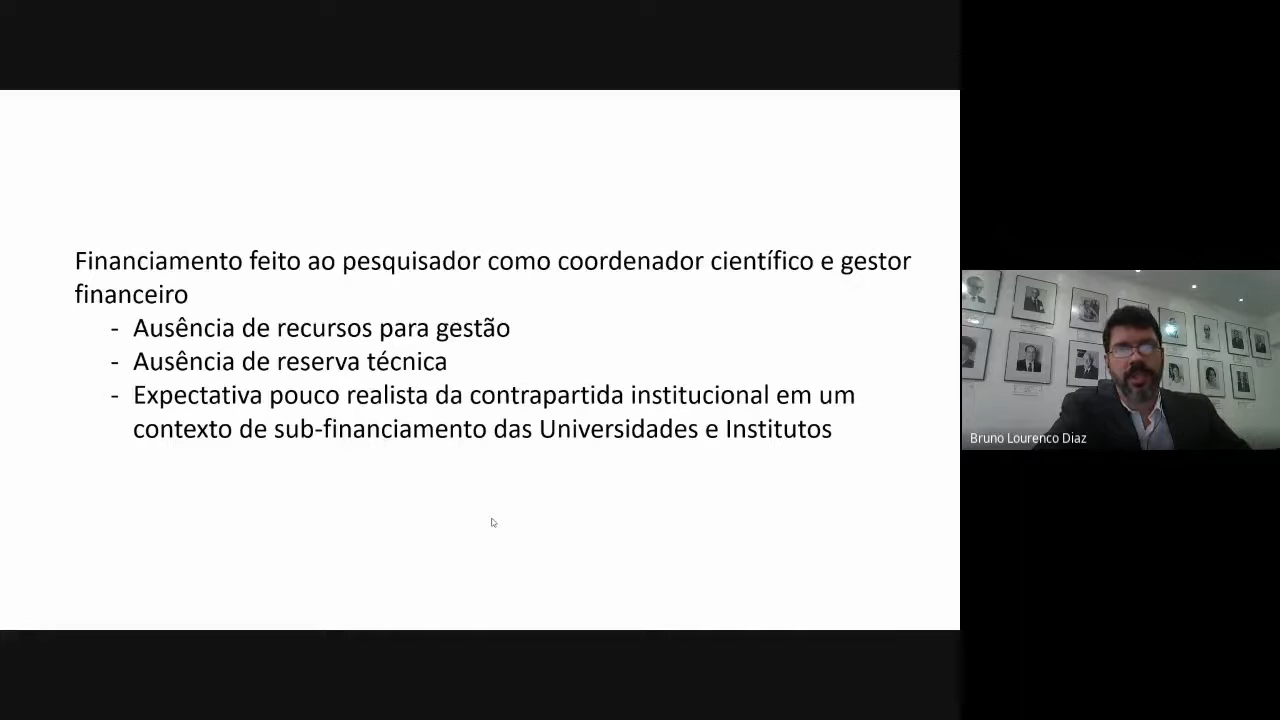 Financiamento feito ao pesquisador como coordenador científico e gestor
financeiro
- Ausência de recursos para gestão
- Ausência de reserva técnica
- Expectativa pouco realista da contrapartida institucional em um
contexto de sub-financiamento das Universidades e Institutos
Bruno Lourenco Diaz